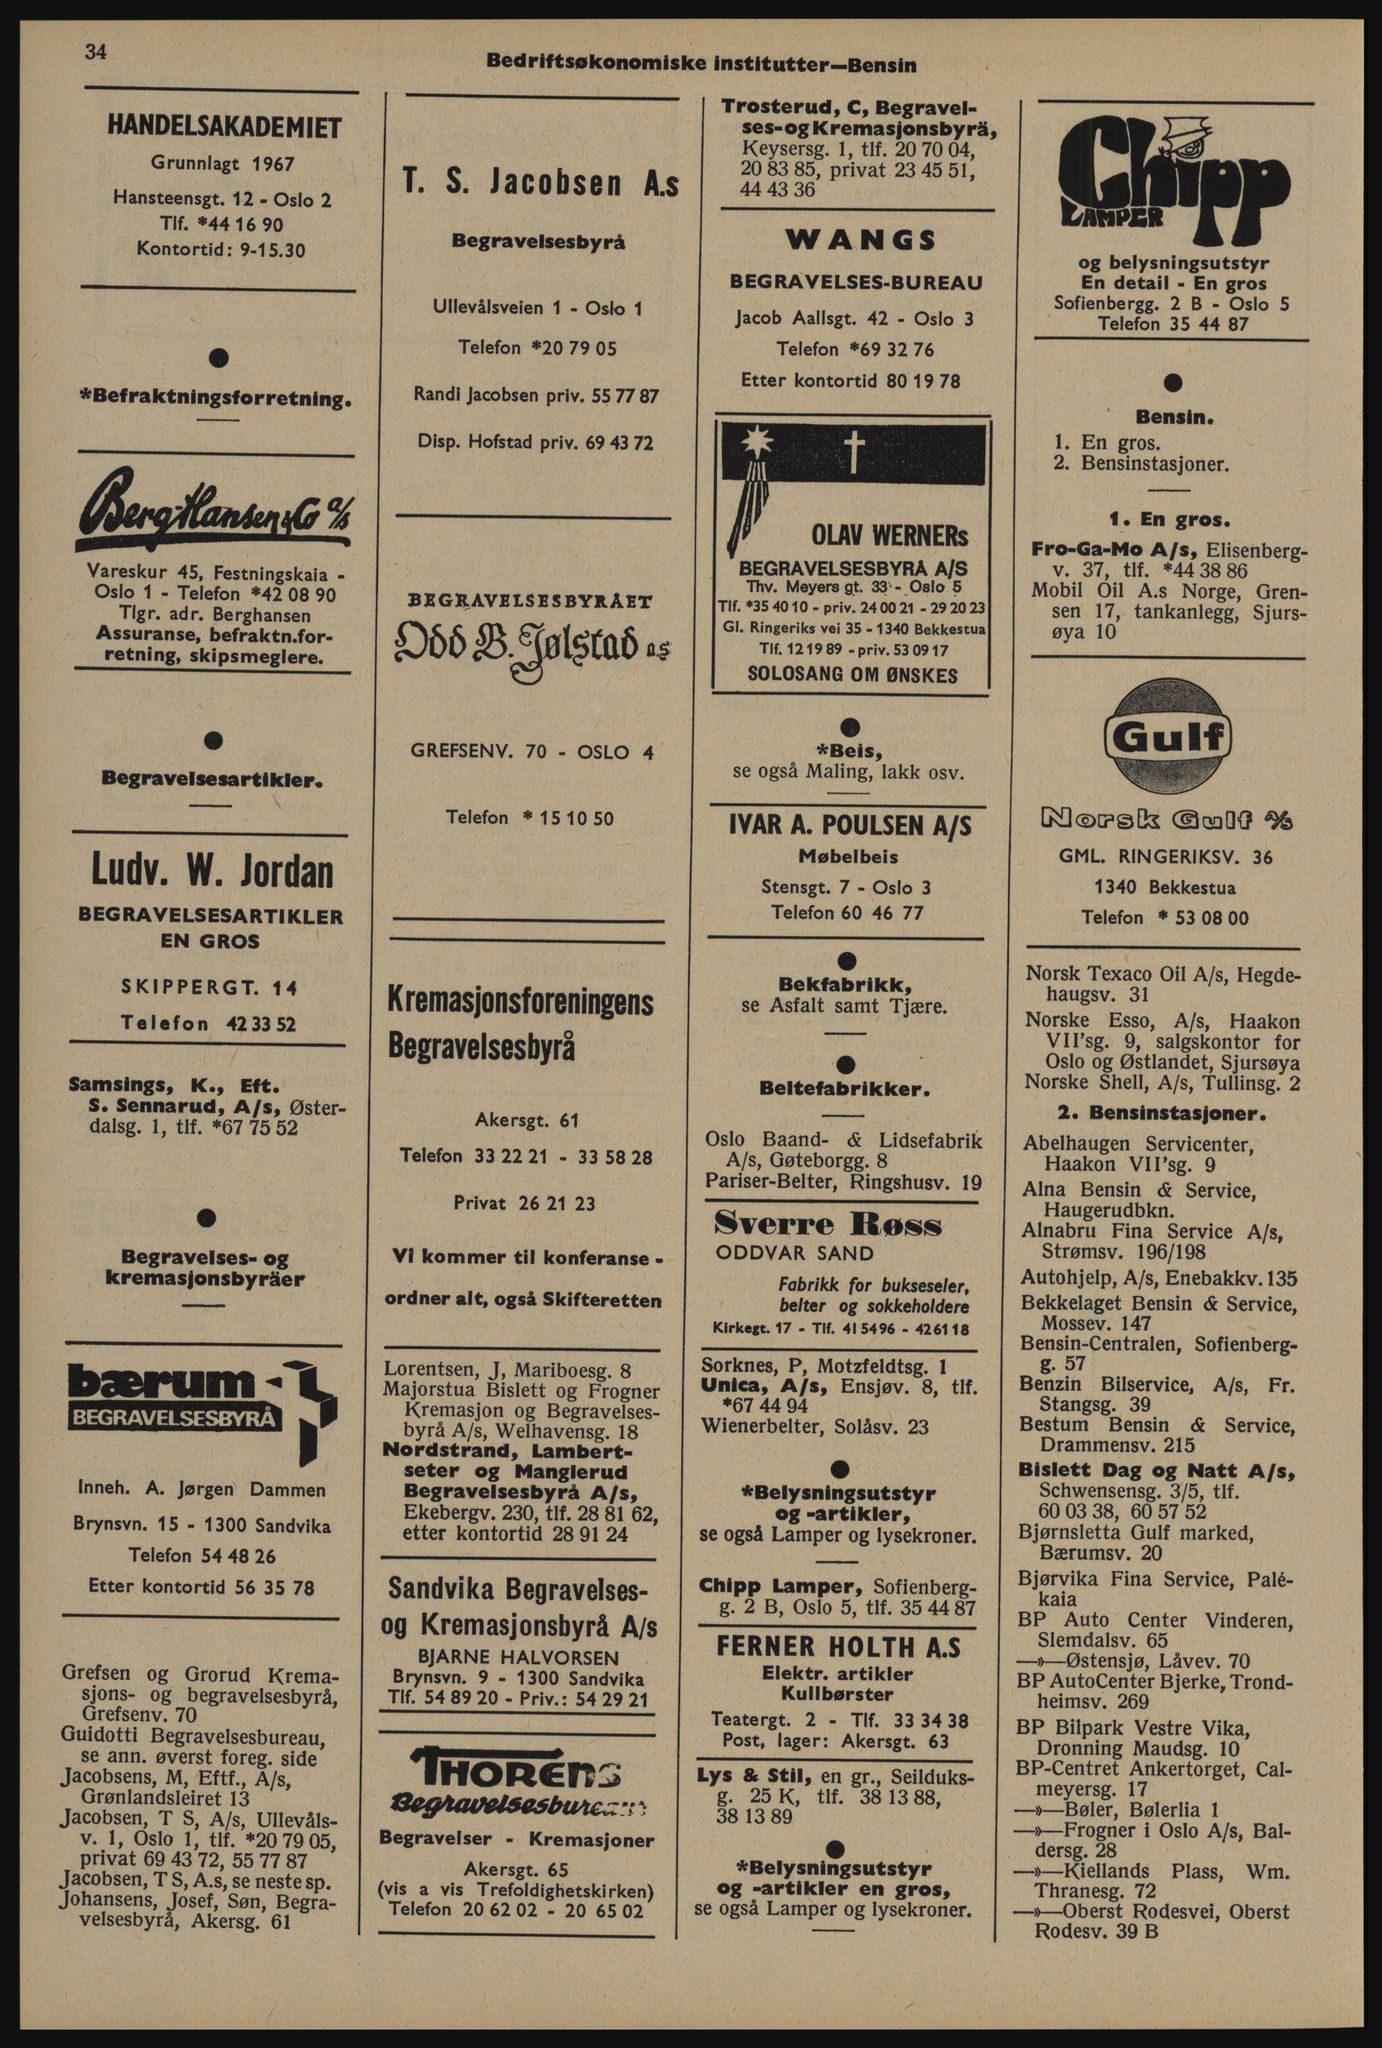 34
Bedriftsøkonomiske institutter—Bensin
HANDELSAKADEMIET
Grunnlagt 1967
Hansteensgt. 12 - Oslo 2
Tlf. *44 16 90
Kontortid: 9-15.30
*Befraktningsforretning.
Berg-Hansen & Co a/s
Vareskur 45, Festningskaia -
Oslo 1 - Telefon *42 08 90
Tlgr. adr. Berghansen
Assuranse, befraktn.for-
retning, skipsmeglere.
Begravelsesartikler.
Ludv. W. Jordan
BEGRAVELSESARTIKLER
EN GROS
SKIPPERGT. 14
Telefon 42 33 52
Samsings, K., Eft.
S. Sennarud, A/s, Øster-
dalsg. 1, tlf. *67 75 52
Begravelses- og
kremasjonsbyråer
bærum
BEGRAVELSESBYRÅ
Inneh. A. Jørgen Dammen
Brynsvn. 15 - 1300 Sandvika
Telefon 54 48 26
Etter kontortid 56 35 78
Grefsen og Grorud Krema-
sjons- og begravelsesbyrå,
Grefsenv. 70
Guidotti Begravelsesbureau,
se ann. øverst foreg. side
Jacobsens, M, Eftf., A/s,
Grønlandsleiret 13
Jacobsen, T S, A/s, Ullevåls-
v. 1, Oslo 1, tlf. *20 79 05,
privat 69 43 72, 55 77 87
Jacobsen, T S, A.s, se neste sp.
Johansens, Josef, Søn, Begra-
velsesbyrå, Akersg. 61
T. S. Jacobsen A.s
Begravelsesbyrå
Ullevålsveien 1 - Oslo 1
Telefon *20 79 05
Randi Jacobsen priv. 55 77 87
Disp. Hofstad priv. 69 43 72
BEGRAVELSESBYRÅET
Odd B. Jølstad a.s
GREFSENV. 70 - OSLO 4
Telefon * 15 10 50
Kremasjonsforeningens
Begravelsesbyrå
Akersgt. 61
Telefon 33 22 21 - 33 58 28
Privat 26 21 23
Vi kommer til konferanse -
ordner alt, også Skifteretten
Lorentsen, J, Mariboesg. 8
Majorstua Bislett og Frogner
Kremasjon og Begravelses-
byrå A/s, Welhavensg. 18
Nordstrand, Lambert-
seter og Manglerud
Begravelsesbyrå A/s,
Ekebergv. 230, tlf. 28 81 62,
etter kontortid 28 91 24
Sandvika Begravelses-
og Kremasjonsbyrå A/s
BJARNE HALVORSEN
Brynsvn. 9 - 1300 Sandvika
Tlf. 54 89 20 - Priv.: 54 29 21
THORENS
Begravelsesbureau
Begravelser - Kremasjoner
Akersgt. 65
(vis a vis Trefoldighetskirken)
Telefon 20 62 02 - 20 65 02
Trosterud, C, Begravel-
ses-og Kremasjonsbyrå,
Keysersg. 1, tlf. 20 70 04,
20 83 85, privat 23 45 51,
44 43 36
WANGS
BEGRAVELSES-BUREAU
Jacob Aallsgt. 42 - Oslo 3
Telefon *69 32 76
Etter kontortid 80 19 78
OLAV WERNERs
BEGRAVELSESBYRÅ A/S
Thv. Meyers gt. 33 - Oslo 5
Tlf. *35 40 10 - priv. 24 00 21 - 29 20 23
Gl. Ringeriks vei 35 - 1340 Bekkestua
Tlf. 12 19 89 - priv. 53 09 17
SOLOSANG OM ØNSKES
*Beis,
se også Maling, lakk osv.
IVAR A. POULSEN A/S
Møbelbeis
Stensgt. 7 - Oslo 3
Telefon 60 46 77
Bekfabrikk,
se Asfalt samt Tjære.
Beltefabrikker.
Oslo Baand- & Lidsefabrik
A/s, Gøteborgg. 8
Pariser-Belter, Ringshusv. 19
Sverre Røss
ODDVAR SAND
Fabrikk for bukseseler,
belter og sokkeholdere
Kirkegt. 17 - Tlf. 41 54 96 - 42 61 18
Sorknes, P, Motzfeldtsg. 1
Unica, A/s, Ensjøv. 8, tlf.
*67 44 94
Wienerbelter, Solåsv. 23
*Belysningsutstyr
og -artikler,
se også Lamper og lysekroner.
Chipp Lamper, Sofienberg-
g. 2 B, Oslo 5, tlf. 35 44 87
FERNER HOLTH A.S
Elektr. artikler
Kullbørster
Teatergt. 2 - Tlf. 33 34 38
Post, lager: Akersgt. 63
Lys & Stil, en gr., Seilduks-
g. 25 K, tlf. 38 13 88,
38 13 89
*Belysningsutstyr
og -artikler en gros,
se også Lamper og lysekroner.
Chipp
LAMPER
og belysningsutstyr
En detail - En gros
Sofienbergg. 2 B - Oslo 5
Telefon 35 44 87
Bensin.
1. En gros.
2. Bensinstasjoner.
1. En gros.
Fro-Ga-Mo A/s, Elisenberg-
v. 37, tlf. *44 38 86
Mobil Oil A.s Norge, Gren-
sen 17, tankanlegg, Sjurs-
øya 10
Gulf
Norsk Gulf A/S
GML. RINGERIKSV. 36
1340 Bekkestua
Telefon * 53 08 00
Norsk Texaco Oil A/s, Hegde-
haugsv. 31
Norske Esso, A/s, Haakon
VII'sg. 9, salgskontor for
Oslo og Østlandet, Sjursøya
Norske Shell, A/s, Tullinsg. 2
2. Bensinstasjoner.
Abelhaugen Servicenter,
Haakon VII'sg. 9
Alna Bensin & Service,
Haugerudbkn.
Alnabru Fina Service A/s,
Strømsv. 196/198
Autohjelp, A/s, Enebakkv. 135
Bekkelaget Bensin & Service,
Mossev. 147
Bensin-Centralen, Sofienberg-
g. 57
Benzin Bilservice, A/s, Fr.
Stangsg. 39
Bestum Bensin & Service,
Drammensv. 215
Bislett Dag og Natt A/s,
Schwensensg. 3/5, tlf.
60 03 38, 60 57 52
Bjørnsletta Gulf marked,
Bærumsv. 20
Bjørvika Fina Service, Palé-
kaia
BP Auto Center Vinderen,
Slemdalsv. 65
—»—Østensjø, Låvev. 70
BP AutoCenter Bjerke, Trond-
heimsv. 269
BP Bilpark Vestre Vika,
Dronning Maudsg. 10
BP-Centret Ankertorget, Cal-
meyersg. 17
—»—Bøler, Bølerlia 1
—»—Frogner i Oslo A/s, Bal-
dersg. 28
—»—Kiellands Plass, Wm.
Thranesg. 72
—»—Oberst Rodesvei, Oberst
Rodesv. 39 B